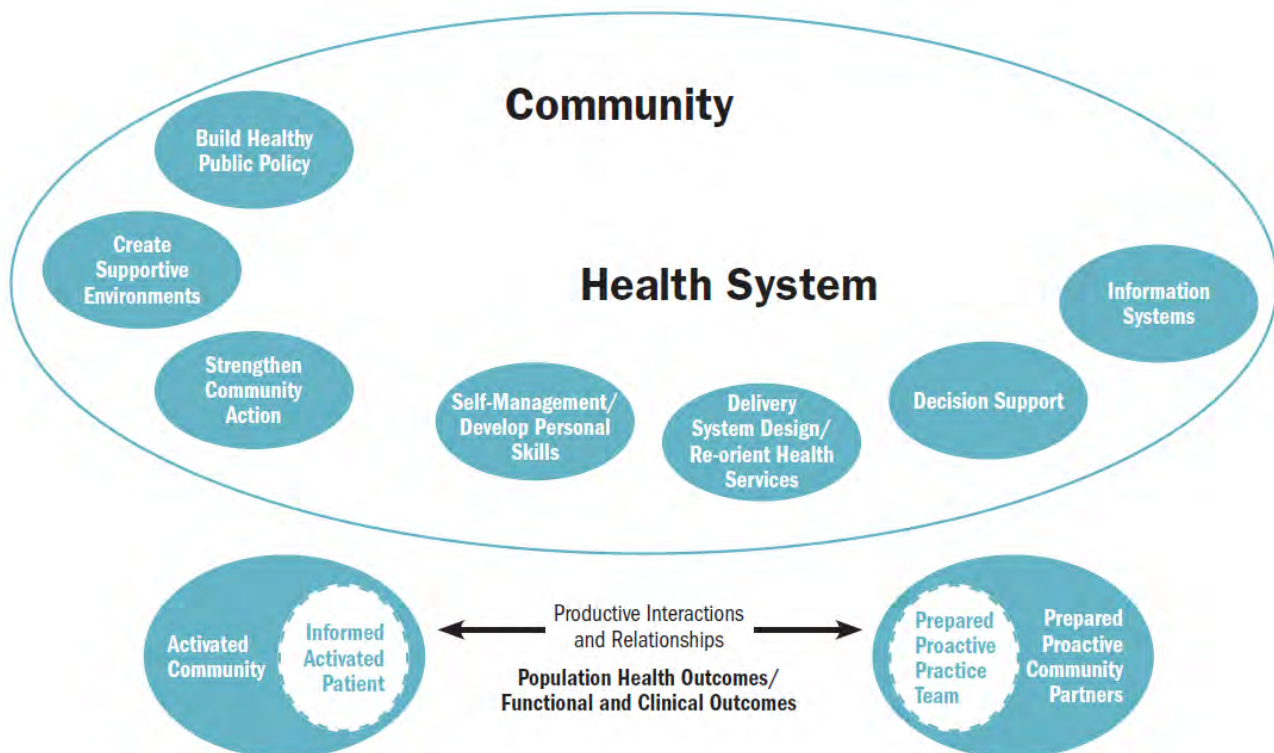 Community
Build Healthy
Public Policy
Create
Supportive
Environments
Strengthen
Community
Action
Health System
Self-Management/
Develop Personal
Skills
Delivery
System Design/
Re-orient Health
Services
Decision Support
Information
Systems
Activated
Community
Informed
Activated
Patient
Productive Interactions
and Relationships
Population Health Outcomes/
Functional and Clinical Outcomes
Prepared
Proactive
Practice
Team
Prepared
Proactive
Community
Partners